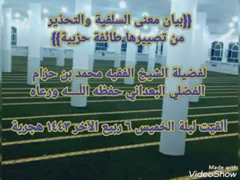 {{بيان معنى السلفية والتحذير
من تصييرها طائفة حزبية}}
لفضيلة الشيخ الفقيه محمد بن حزام
الفضلي البعداني حفظه اللـــه ورعاه
ألقيت ليلة الخميس ٦ ربيع الآخر ١٤٤٣ هجرية
Made with
VideoShow